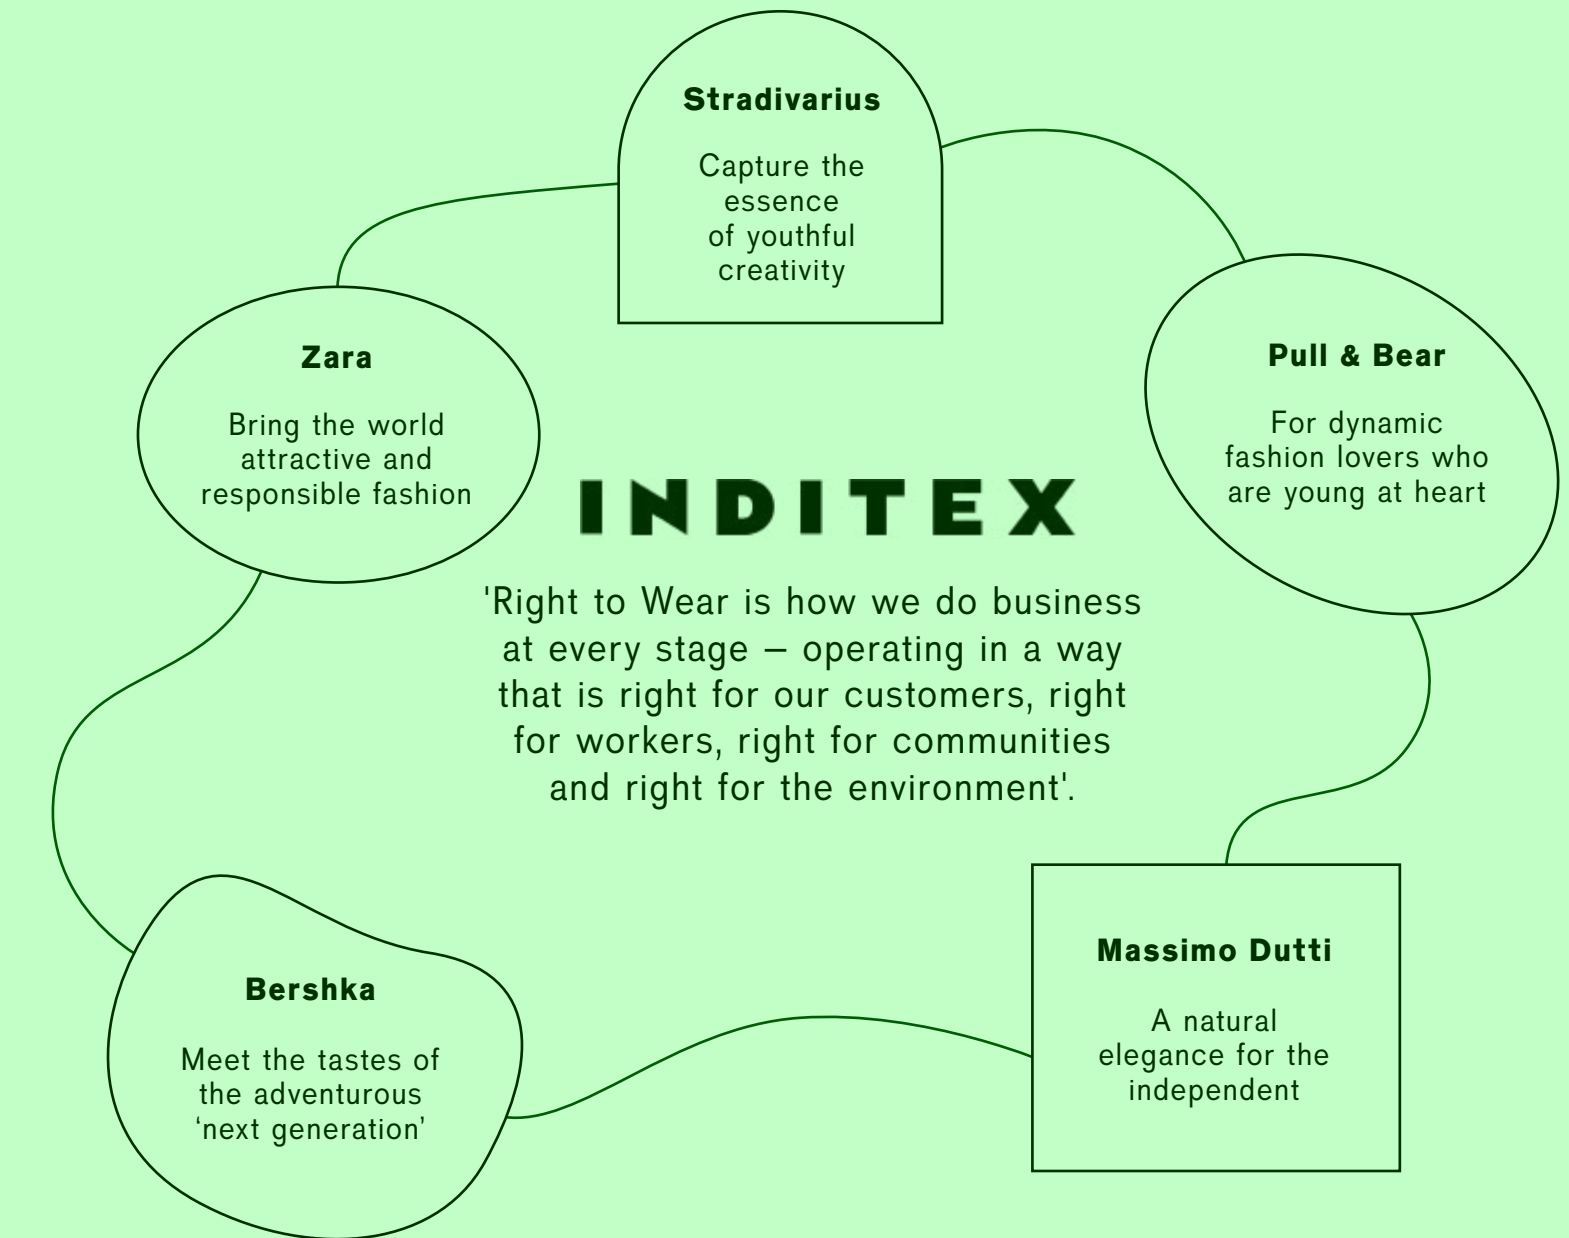 Stradivarius
Capture the
essence
of youthful
creativity
Zara
Bring the world
attractive and
responsible fashion
Pull & Bear
For dynamic
fashion lovers who
are young at heart
INDITEX
'Right to Wear is how we do business
at every stage – operating in a way
that is right for our customers, right
for workers, right for communities
and right for the environment'.
Bershka
Meet the tastes of
the adventurous
‘next generation’
Massimo Dutti
A natural
elegance for the
independent